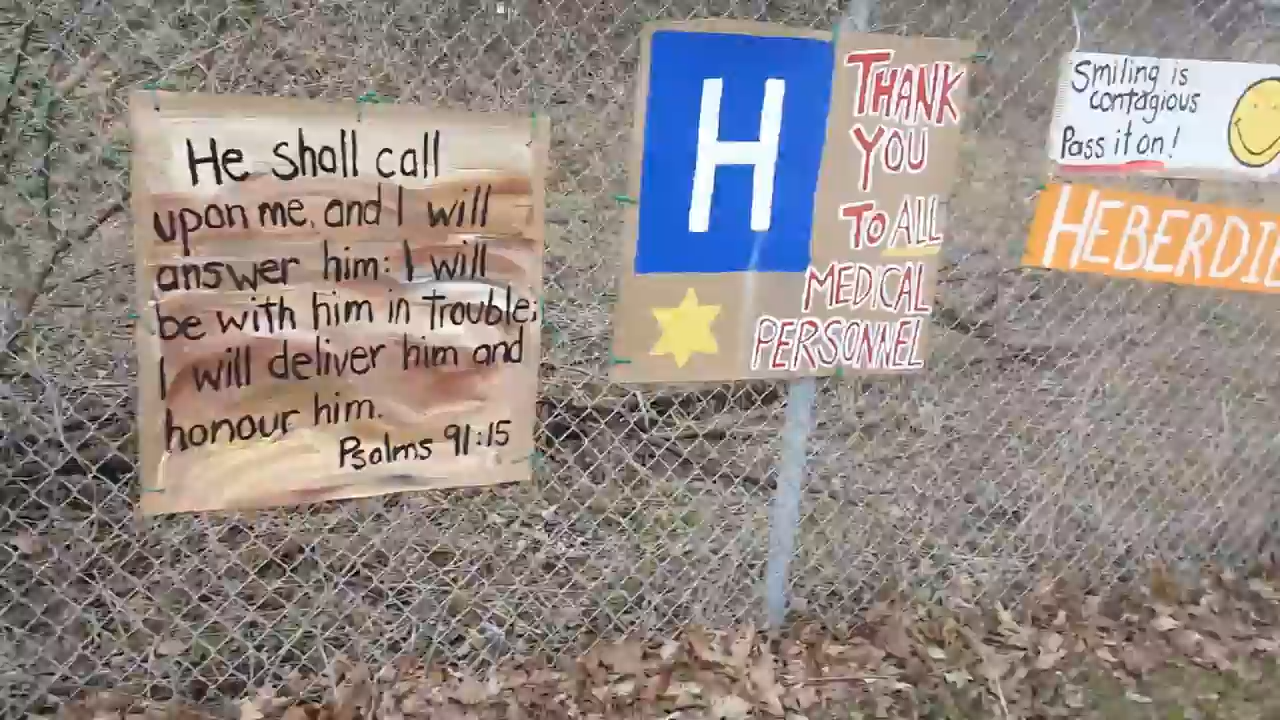 He shall call
upon me, and I will
answer him: I will
be with him in trouble;
I will deliver him and
honour him.
Psalms 91:15
H
THANK
YOU
TO ALL
MEDICAL
PERSONNEL
Smiling is
contagious
Pass it on!